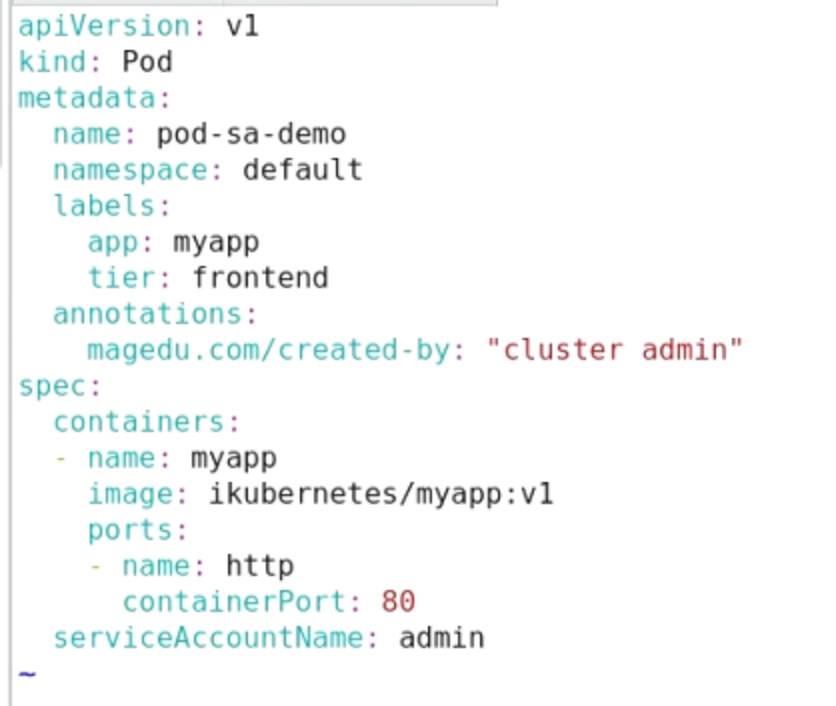 apiVersion: v1
kind: Pod
metadata:
  name: pod-sa-demo
  namespace: default
  labels:
    app: myapp
    tier: frontend
  annotations:
    magedu.com/created-by: "cluster admin"
spec:
  containers:
  - name: myapp
    image: ikubernetes/myapp:v1
    ports:
    - name: http
      containerPort: 80
  serviceAccountName: admin
~